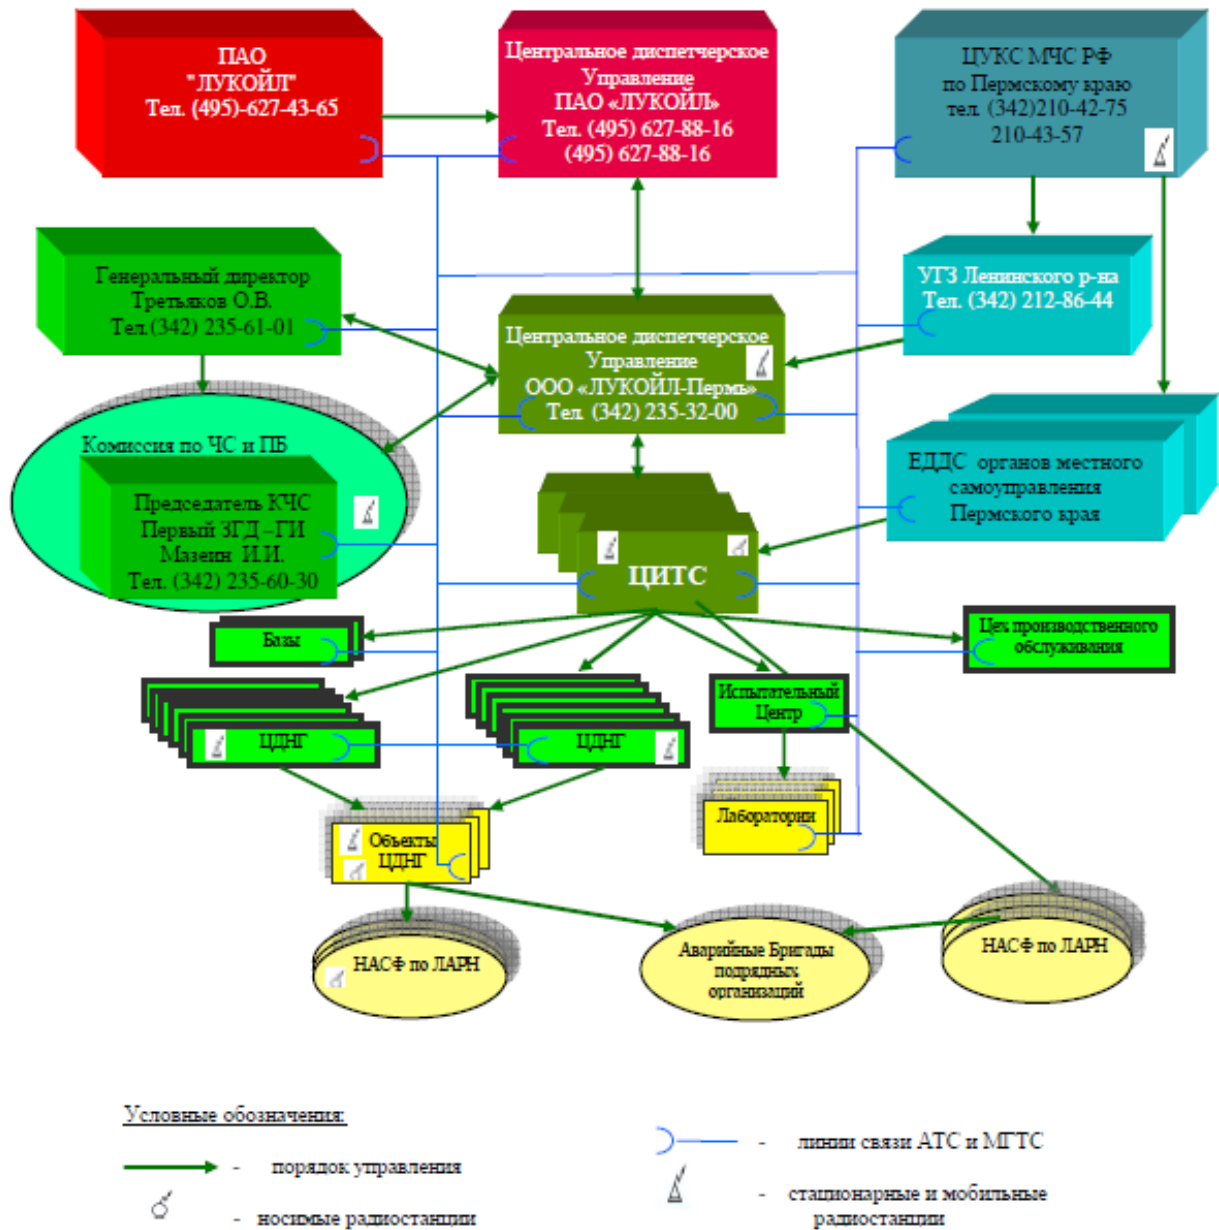 ПАО
"ЛУКОЙЛ"
Тел. (495)-627-43-65
Центральное диспетчерское
Управление
ПАО «ЛУКОЙЛ»
Тел. (495) 627-88-16
(495) 627-88-16
ЦУКС МЧС РФ
по Пермскому краю
тел. (342)210-42-75
210-43-57
Генеральный директор
Третьяков О.В.
Тел.(342) 235-61-01
Центральное диспетчерское
Управление
ООО «ЛУКОЙЛ-Пермь»
Тел. (342) 235-32-00
УГЗ Ленинского р-на
Тел. (342) 212-86-44
Комиссия по ЧС и ПБ
Председатель КЧС
Первый ЗГД –ГИ
Мазеин И.И.
Тел. (342) 235-60-30
ЕДДС органов местного
самоуправления
Пермского края
ЦИТС
Базы
Цех производственного
обслуживания
ЦДНГ
ЦДНГ
Испытательный
Центр
Объекты
ЦДНГ
Лаборатории
НАСФ по ЛАРН
Аварийные Бригады
подрядных
организаций
НАСФ по ЛАРН
Условные обозначения:
- порядок управления
- носимые радиостанции
- линии связи АТС и МГТС
- стационарные и мобильные
радиостанции